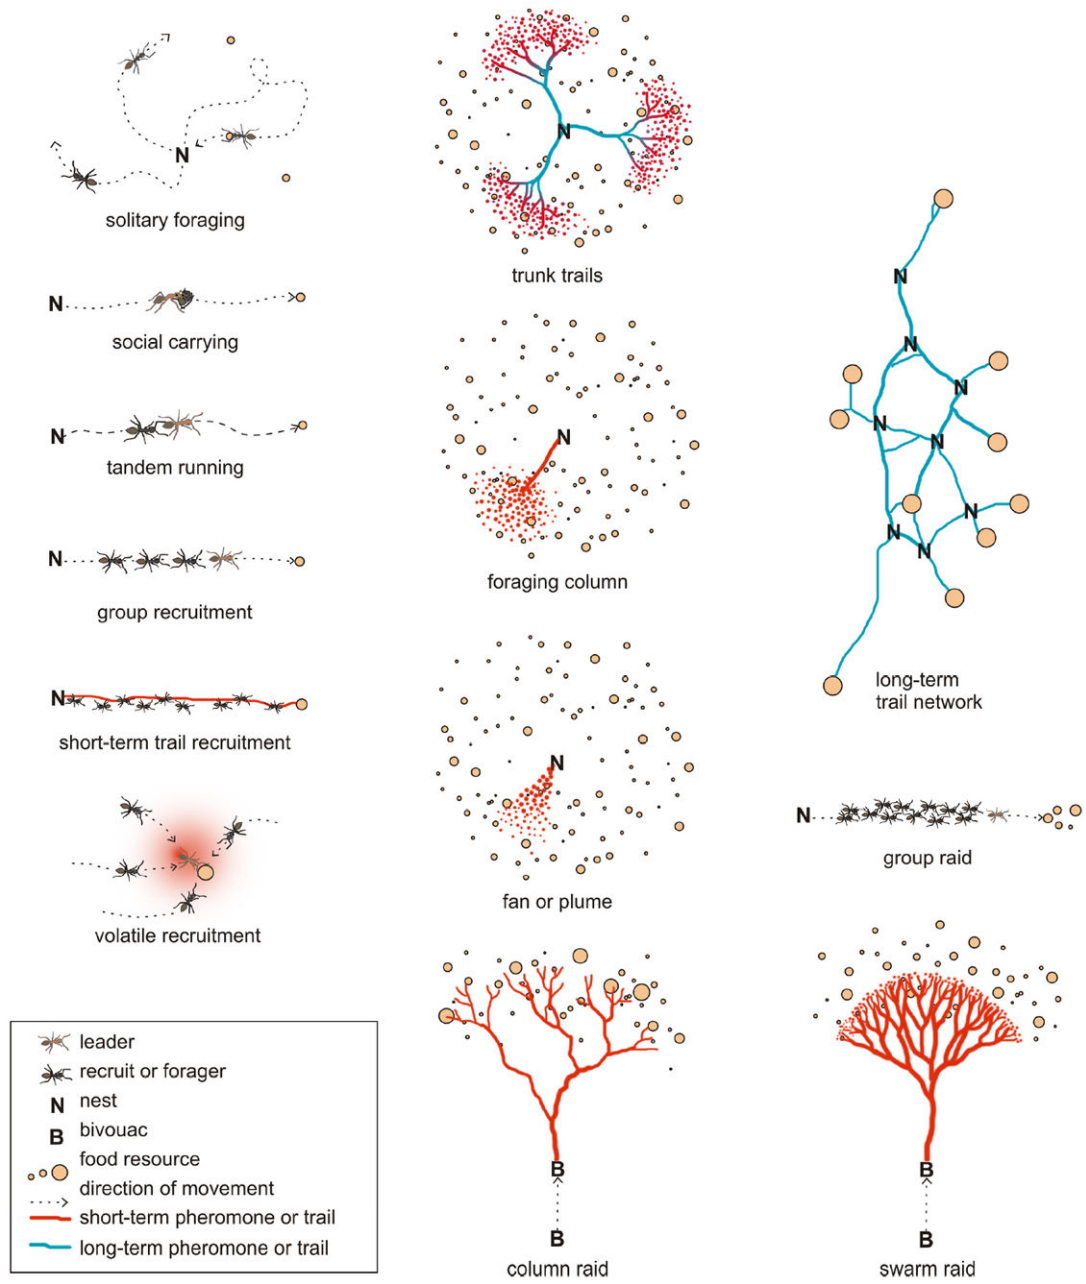 N
solitary foraging
N
social carrying
N
tandem running
N
group recruitment
N
short-term trail recruitment
volatile recruitment
N
trunk trails
N
foraging column
N
fan or plume
B
B
column raid
N
N
N
N
N
N
N
N
long-term
trail network
N
group raid
B
B
swarm raid
leader
recruit or forager
N nest
B bivouac
food resource
direction of movement
short-term pheromone or trail
long-term pheromone or trail